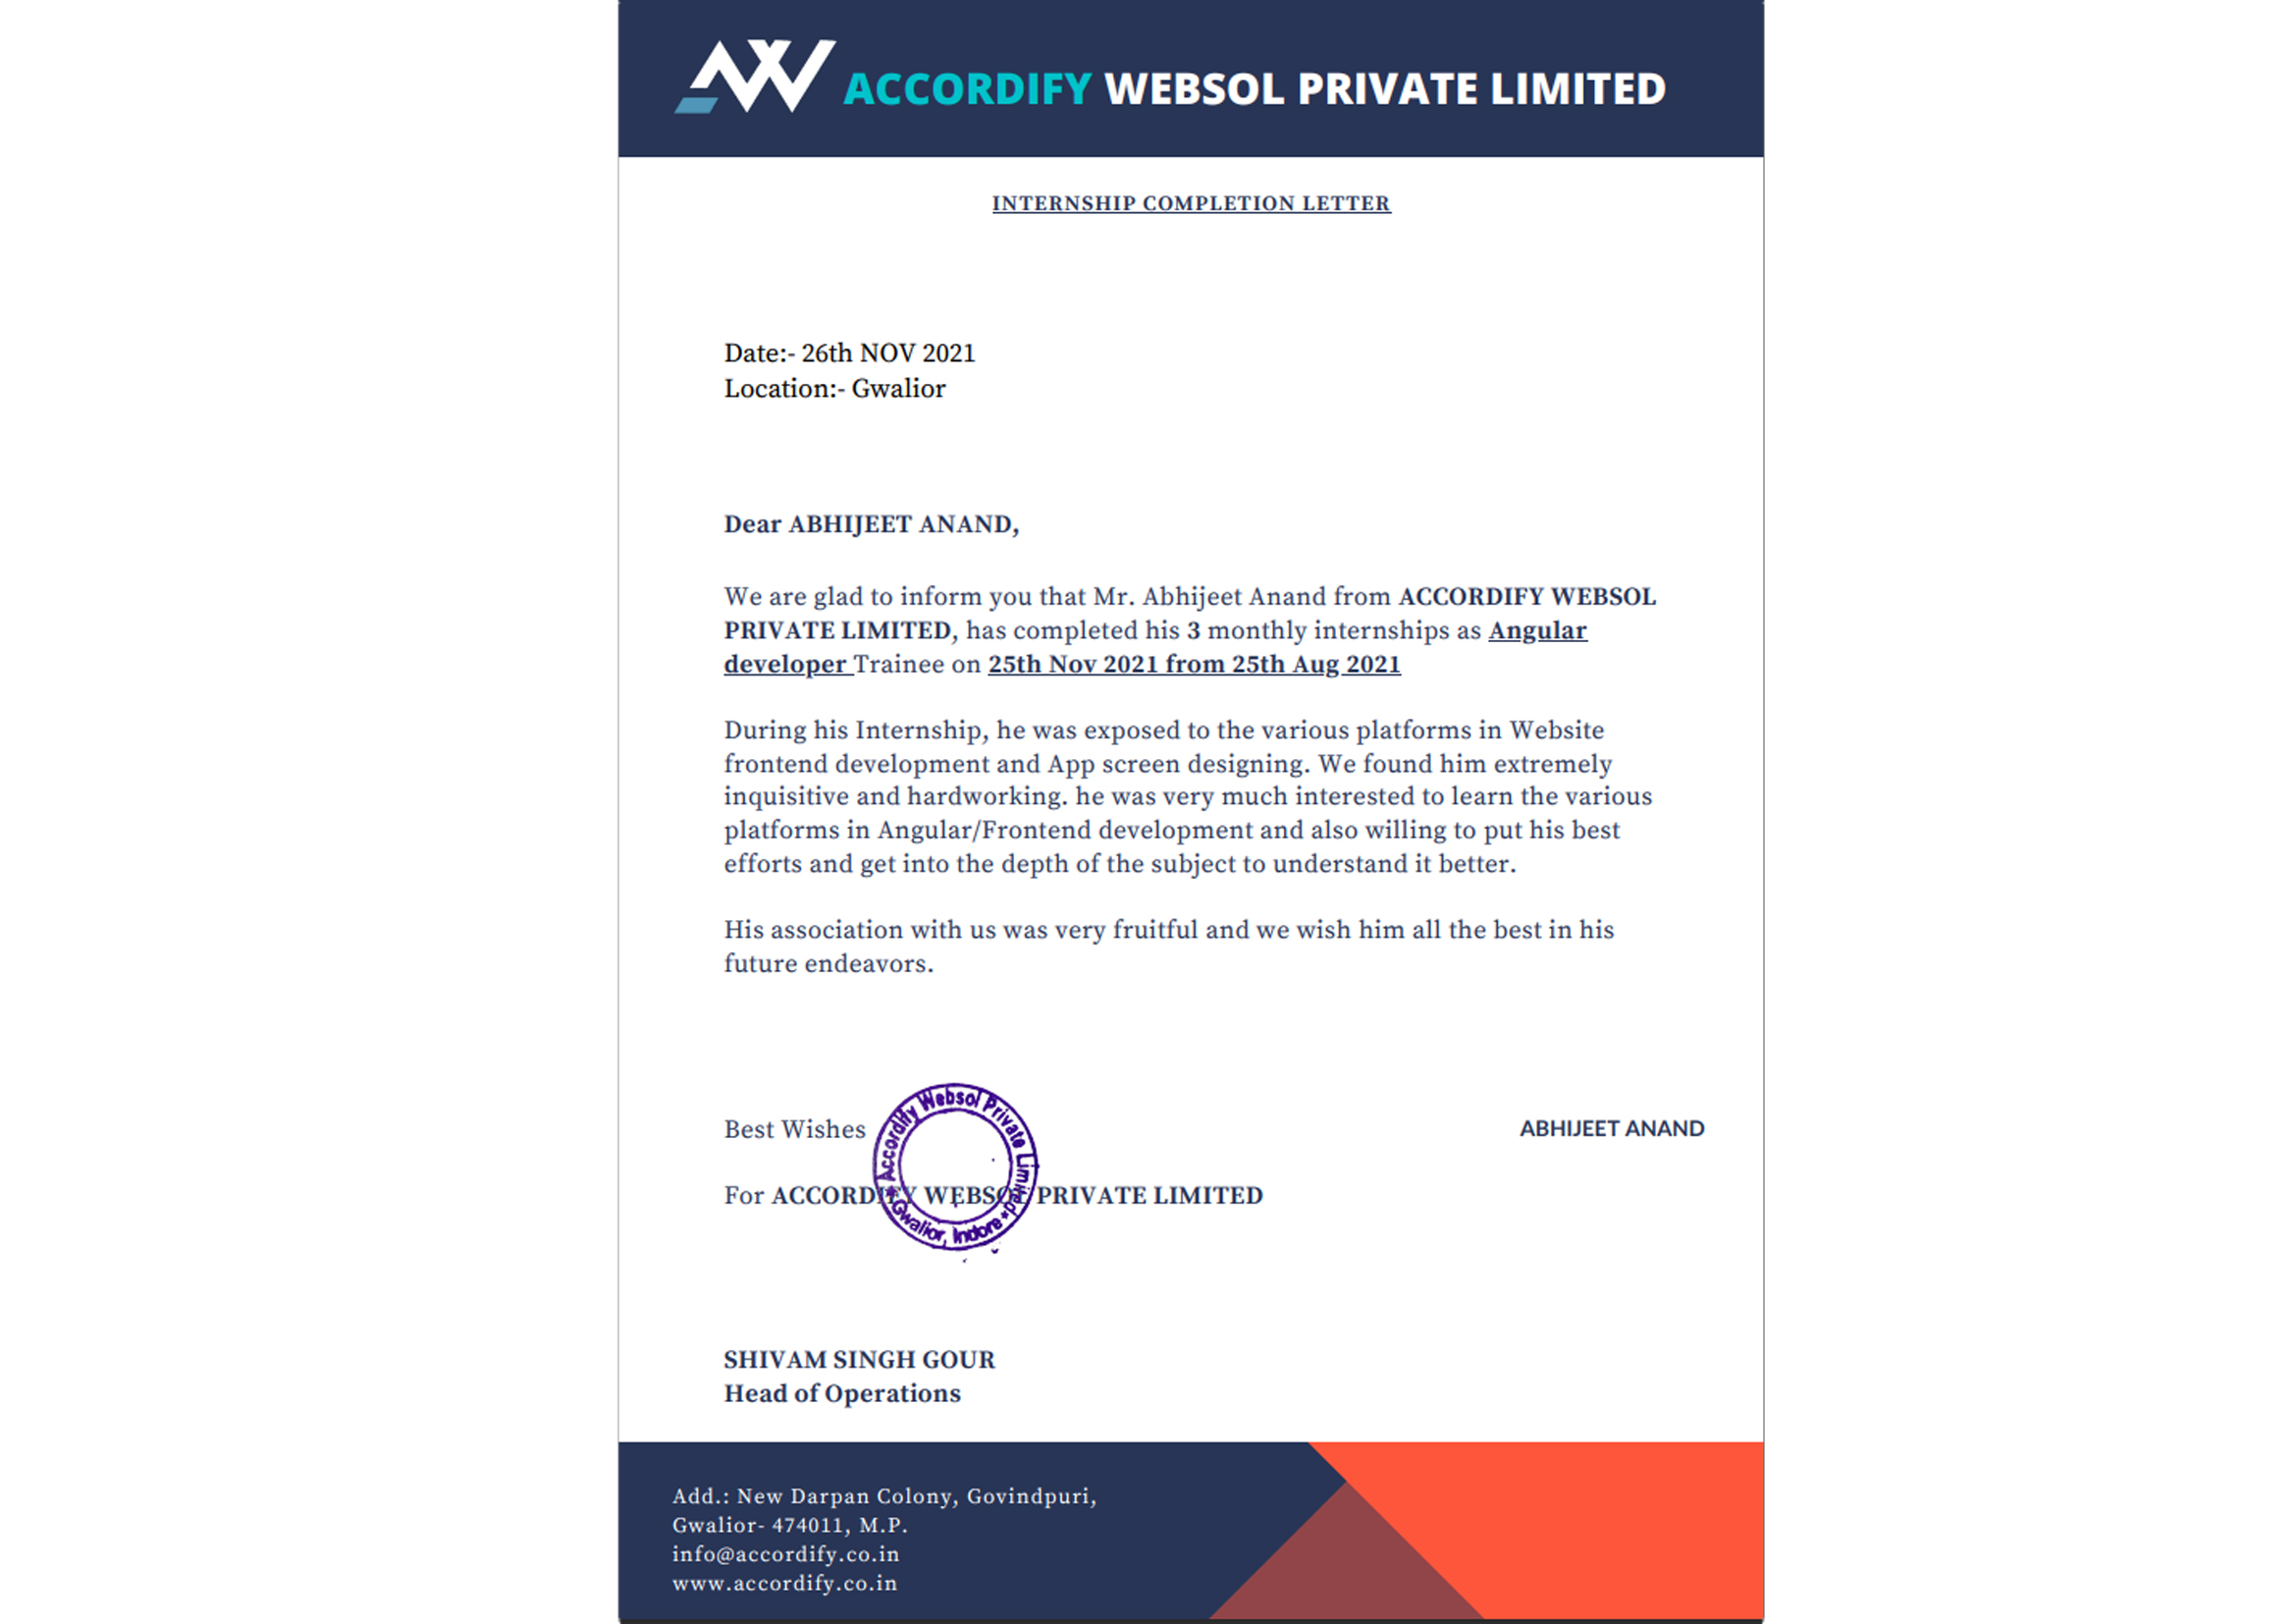 AW ACCORDIFY WEBSOL PRIVATE LIMITED
INTERNSHIP COMPLETION LETTER
Date:- 26th NOV 2021
Location:- Gwalior
Dear ABHIJEET ANAND,
We are glad to inform you that Mr. Abhijeet Anand from ACCORDIFY WEBSOL
PRIVATE LIMITED, has completed his 3 monthly internships as Angular
developer Trainee on 25th Nov 2021 from 25th Aug 2021
During his Internship, he was exposed to the various platforms in Website
frontend development and App screen designing. We found him extremely
inquisitive and hardworking. he was very much interested to learn the various
platforms in Angular/Frontend development and also willing to put his best
efforts and get into the depth of the subject to understand it better.
His association with us was very fruitful and we wish him all the best in his
future endeavors.
Best Wishes
ABHIJEET ANAND
For ACCORDIFY WEBSOL PRIVATE LIMITED
Accordify Websol Private Limited
Gwalior, Indore
SHIVAM SINGH GOUR
Head of Operations
Add.: New Darpan Colony, Govindpuri,
Gwalior- 474011, M.P.
info@accordify.co.in
www.accordify.co.in